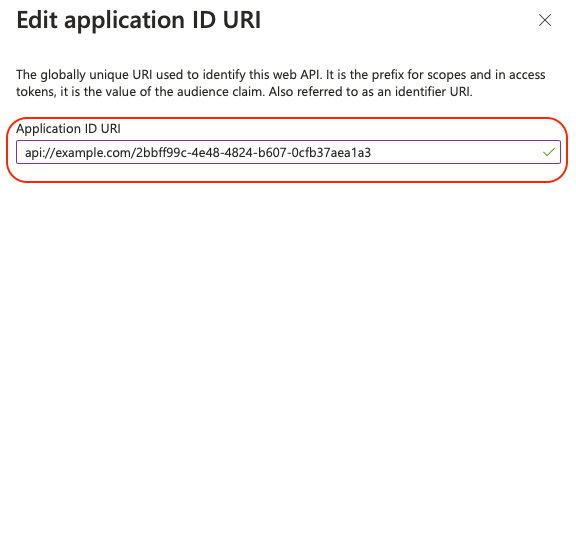 Edit application ID URI
The globally unique URI used to identify this web API. It is the prefix for scopes and in access
tokens, it is the value of the audience claim. Also referred to as an identifier URI.
Application ID URI
api://example.com/2bbff99c-4e48-4824-b607-0cfb37aea1a3